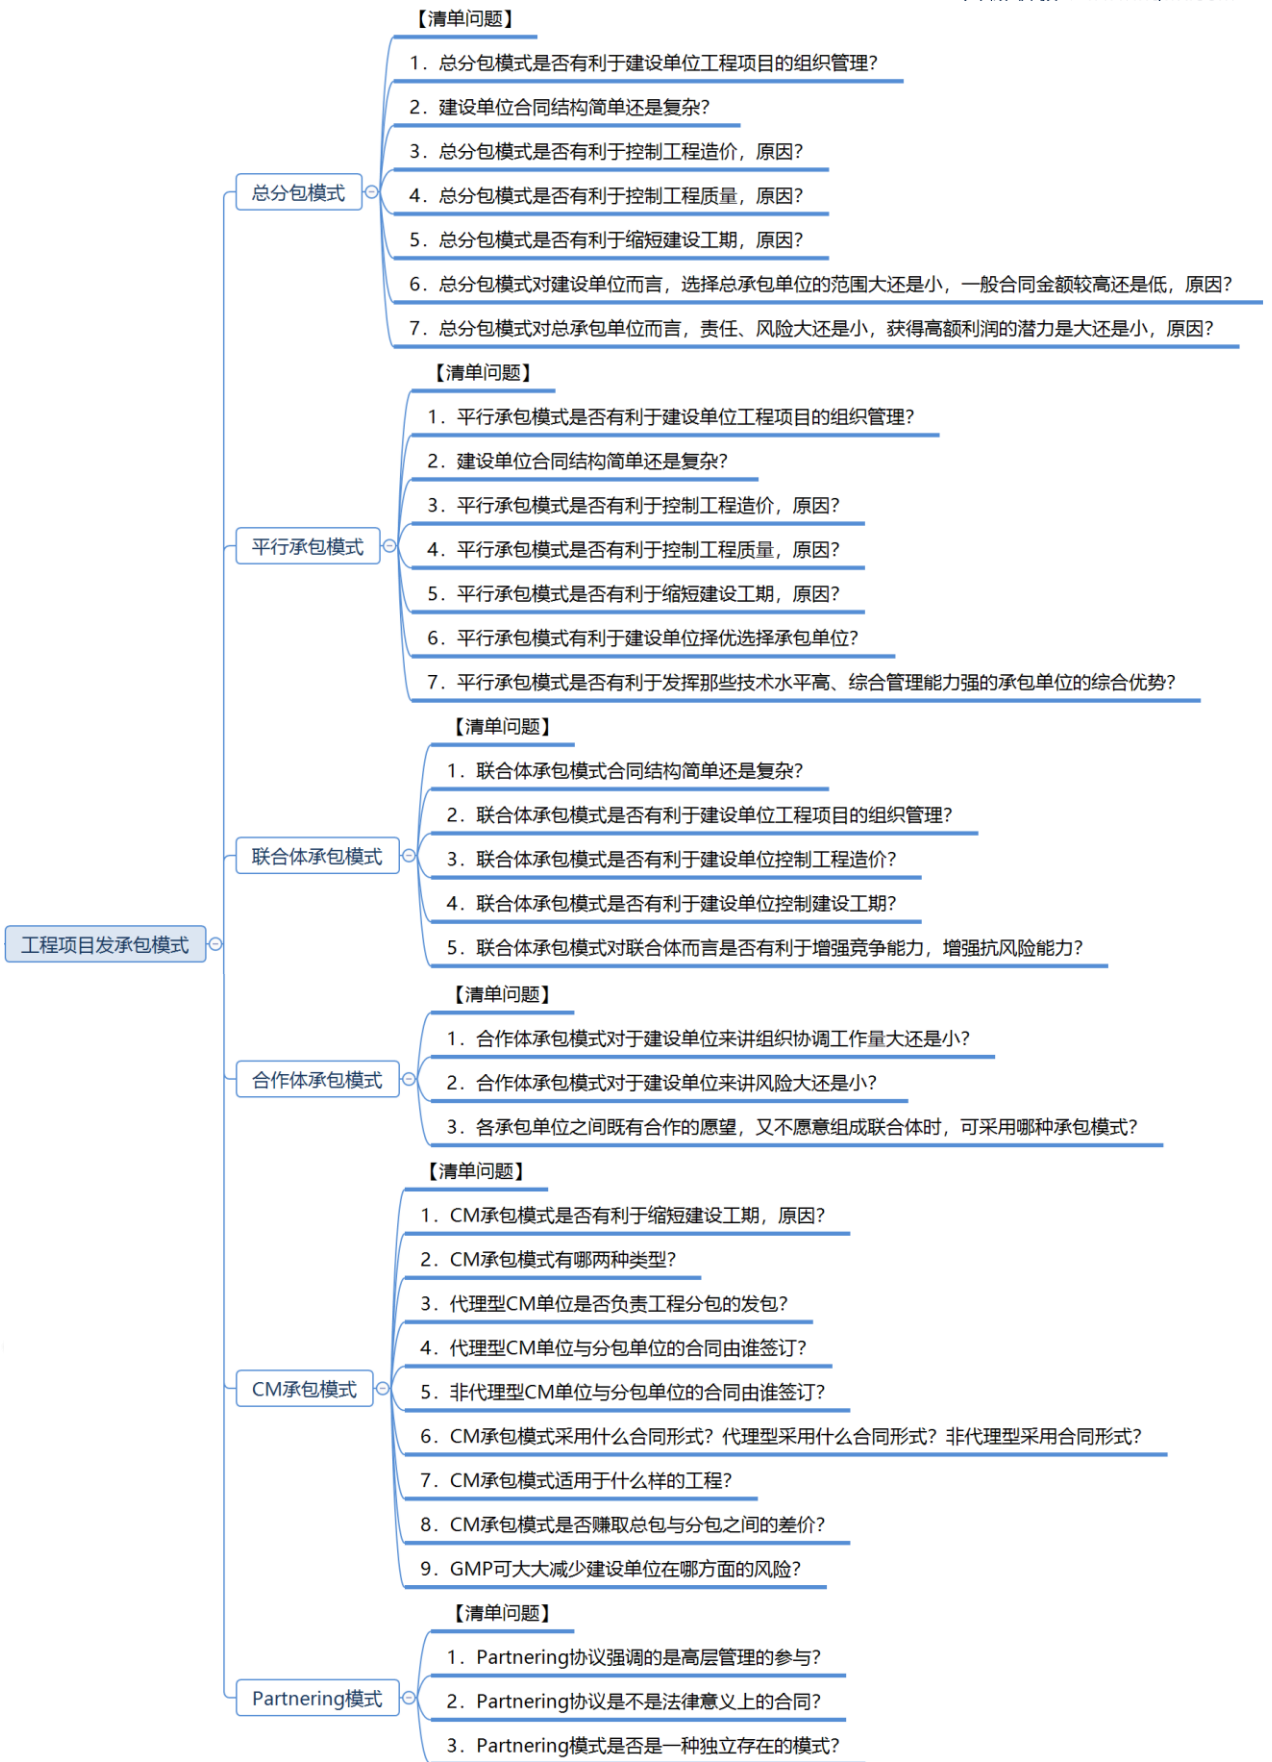 【清单问题】
1. 总分包模式是否有利于建设单位工程项目的组织管理?
2. 建设单位合同结构简单还是复杂?
3. 总分包模式是否有利于控制工程造价，原因?
4. 总分包模式是否有利于控制工程质量，原因?
总分包模式
5. 总分包模式是否有利于缩短建设工期，原因?
6. 总分包模式对建设单位而言，选择总承包单位的范围大还是小，一般合同金额较高还是低，原因?
7. 总分包模式对总承包单位而言，责任、风险大还是小，获得高额利润的潜力是大还是小，原因?
【清单问题】
1. 平行承包模式是否有利于建设单位工程项目的组织管理?
2. 建设单位合同结构简单还是复杂?
3. 平行承包模式是否有利于控制工程造价，原因?
平行承包模式
4. 平行承包模式是否有利于控制工程质量，原因?
5. 平行承包模式是否有利于缩短建设工期，原因?
6. 平行承包模式有利于建设单位择优选择承包单位?
7. 平行承包模式是否有利于发挥那些技术水平高、综合管理能力强的承包单位的综合优势?
【清单问题】
1. 联合体承包模式合同结构简单还是复杂?
2. 联合体承包模式是否有利于建设单位工程项目的组织管理?
联合体承包模式
3. 联合体承包模式是否有利于建设单位控制工程造价?
4. 联合体承包模式是否有利于建设单位控制建设工期?
工程项目发承包模式
5. 联合体承包模式对联合体而言是否有利于增强竞争能力，增强抗风险能力?
【清单问题】
1. 合作体承包模式对于建设单位来讲组织协调工作量大还是小?
合作体承包模式
2. 合作体承包模式对于建设单位来讲风险大还是小?
3. 各承包单位之间既有合作的愿望，又不愿意组成联合体时，可采用哪种承包模式?
【清单问题】
1. CM承包模式是否有利于缩短建设工期，原因?
2. CM承包模式有哪两种类型?
3. 代理型CM单位是否负责工程分包的发包?
4. 代理型CM单位与分包单位的合同由谁签订?
CM承包模式
5. 非代理型CM单位与分包单位的合同由谁签订?
6. CM承包模式采用什么合同形式? 代理型采用什么合同形式? 非代理型采用合同形式?
7. CM承包模式适用于什么样的工程?
8. CM承包模式是否赚取总包与分包之间的差价?
9. GMP可大大减少建设单位在哪方面的风险?
【清单问题】
1. Partnering协议强调的是高层管理的参与?
Partnering模式
2. Partnering协议是不是法律意义上的合同?
3. Partnering模式是否是一种独立存在的模式?